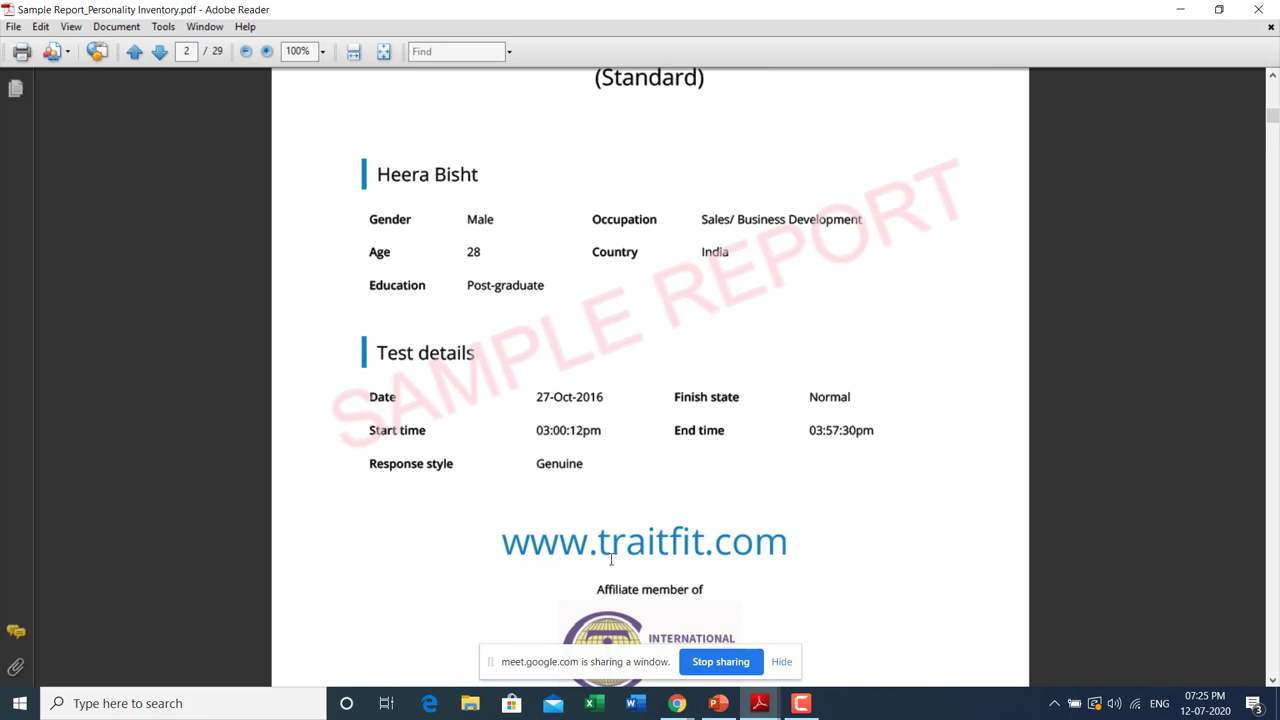 Sample Report_Personality Inventory.pdf - Adobe Reader
File Edit View Document Tools Window Help
2 / 29 100% Find
(Standard)
Heera Bisht
Gender Male Occupation Sales/ Business Development
Age 28 Country India
Education Post-graduate
SAMPLE REPORT
Test details
Date 27-Oct-2016 Finish state Normal
Start time 03:00:12pm End time 03:57:30pm
Response style Genuine
www.traitfit.com
Affiliate member of
INTERNATIONAL
meet.google.com is sharing a window. Stop sharing Hide
Type here to search
ENG
07:25 PM
12-07-2020
3